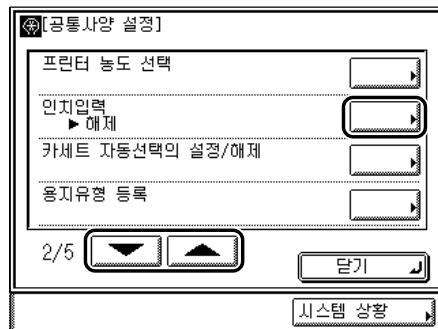 [공통사양 설정]
프린터 농도 선택
인치입력
▶ 해제
카세트 자동선택의 설정/해제
용지유형 등록
2/5
닫기
시스템 상황